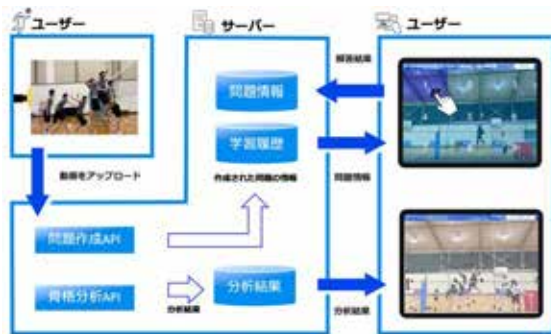 ユーザー
サーバー
ユーザー
解答結果
問題情報
学習履歴
動画をアップロード
作成された問題の情報
問題情報
問題作成API
骨格分析API
分析結果
分析結果
分析結果